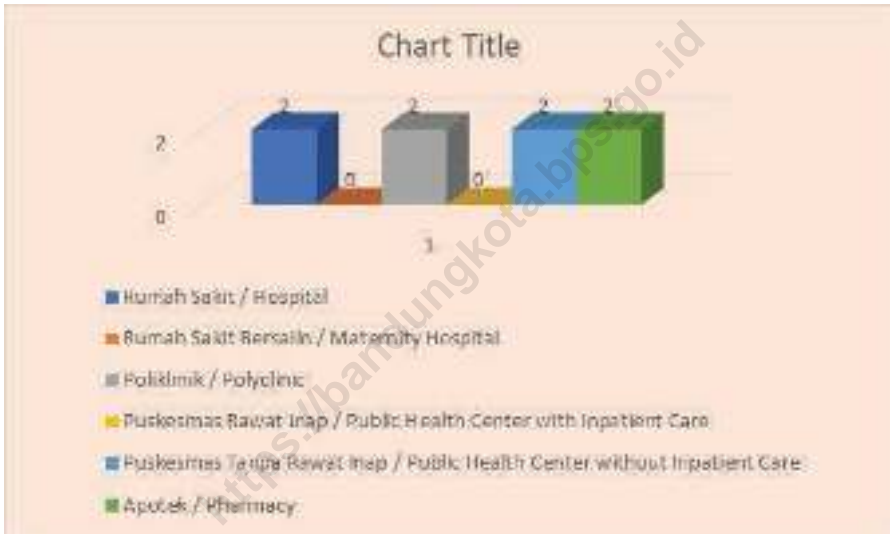 Chart Title
2 0 2 0 2 2
2
0
1
Rumah Sakit / Hospital
Rumah Sakit Bersalin / Maternity Hospital
Poliklinik / Polyclinic
Puskesmas Rawat Inap / Public Health Center with Inpatient Care
Puskesmas Tanpa Rawat Inap / Public Health Center without Inpatient Care
Apotek / Pharmacy
https://bandungkota.bps.go.id